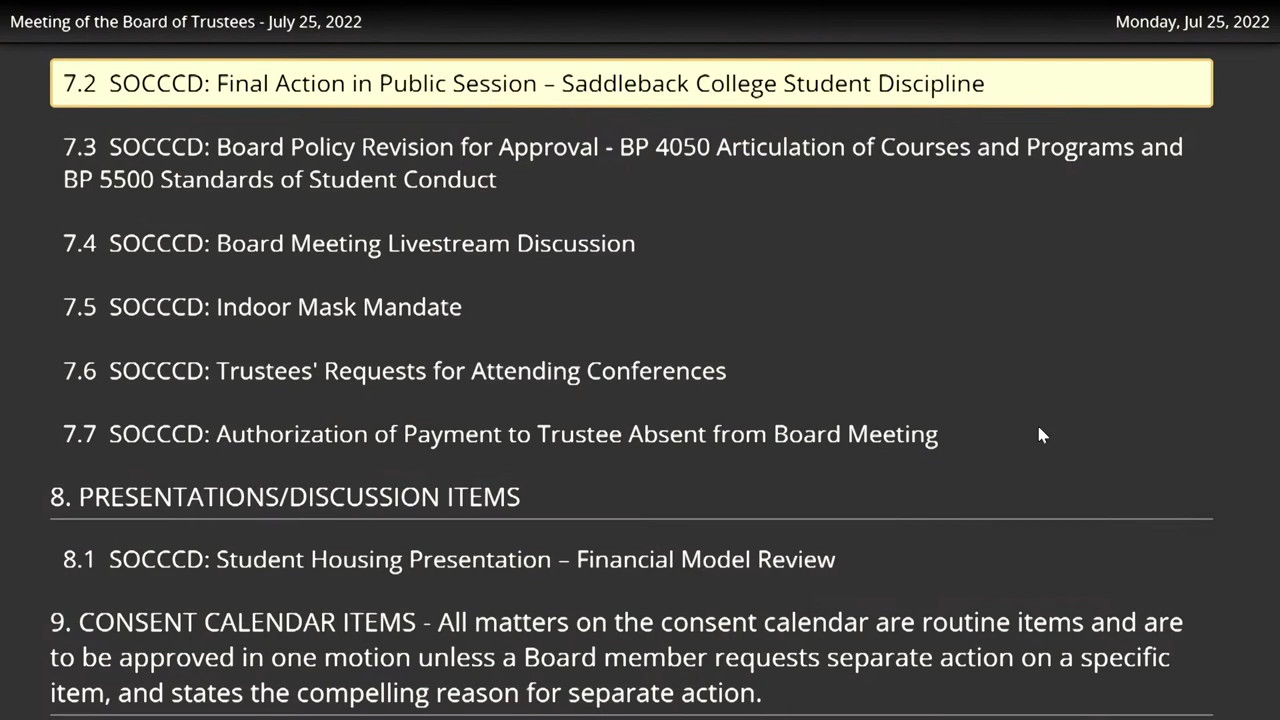 Meeting of the Board of Trustees - July 25, 2022
Monday, Jul 25, 2022
7.2 SOCCCD: Final Action in Public Session – Saddleback College Student Discipline
7.3 SOCCCD: Board Policy Revision for Approval - BP 4050 Articulation of Courses and Programs and
BP 5500 Standards of Student Conduct
7.4 SOCCCD: Board Meeting Livestream Discussion
7.5 SOCCCD: Indoor Mask Mandate
7.6 SOCCCD: Trustees' Requests for Attending Conferences
7.7 SOCCCD: Authorization of Payment to Trustee Absent from Board Meeting
8. PRESENTATIONS/DISCUSSION ITEMS
8.1 SOCCCD: Student Housing Presentation – Financial Model Review
9. CONSENT CALENDAR ITEMS - All matters on the consent calendar are routine items and are
to be approved in one motion unless a Board member requests separate action on a specific
item, and states the compelling reason for separate action.